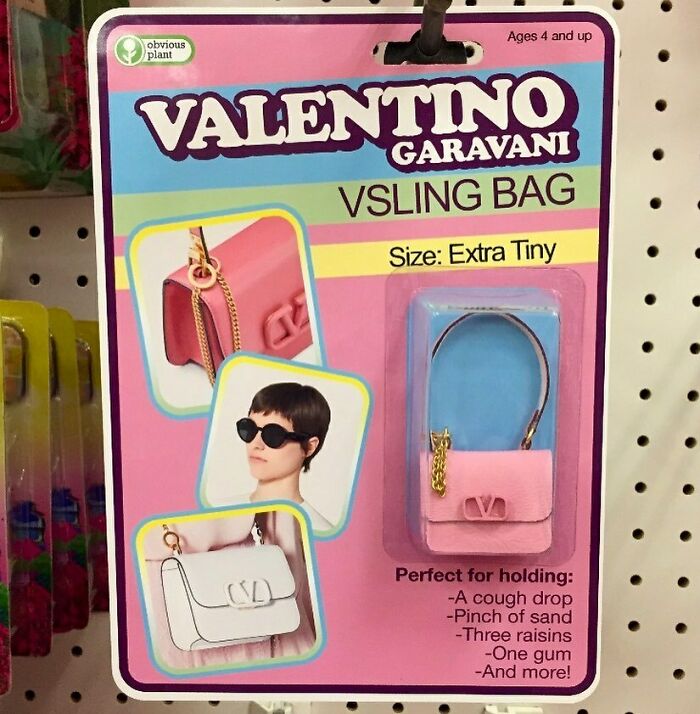 obvious
plant
Ages 4 and up
VALENTINO
GARAVANI
VSLING BAG
Size: Extra Tiny
Perfect for holding:
-A cough drop
-Pinch of sand
-Three raisins
-One gum
-And more!